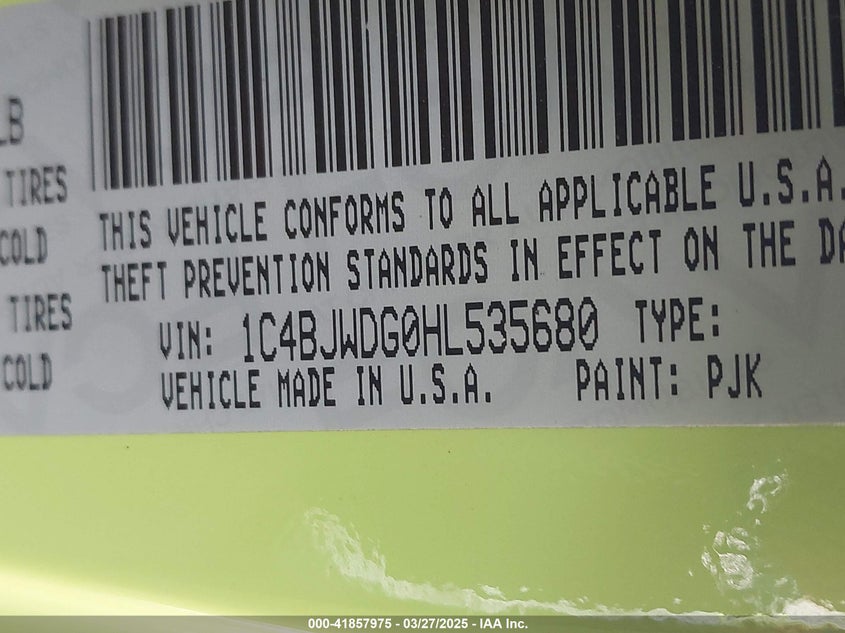 LB
TIRES
COLD
TIRES
COLD
THIS VEHICLE CONFORMS TO ALL APPLICABLE U.S.A.
THEFT PREVENTION STANDARDS IN EFFECT ON THE DA
VIN: 1C4BJWDG0HL535680 TYPE:
VEHICLE MADE IN U.S.A. PAINT: PJK
000-41857975 - 03/27/2025 - IAA Inc.